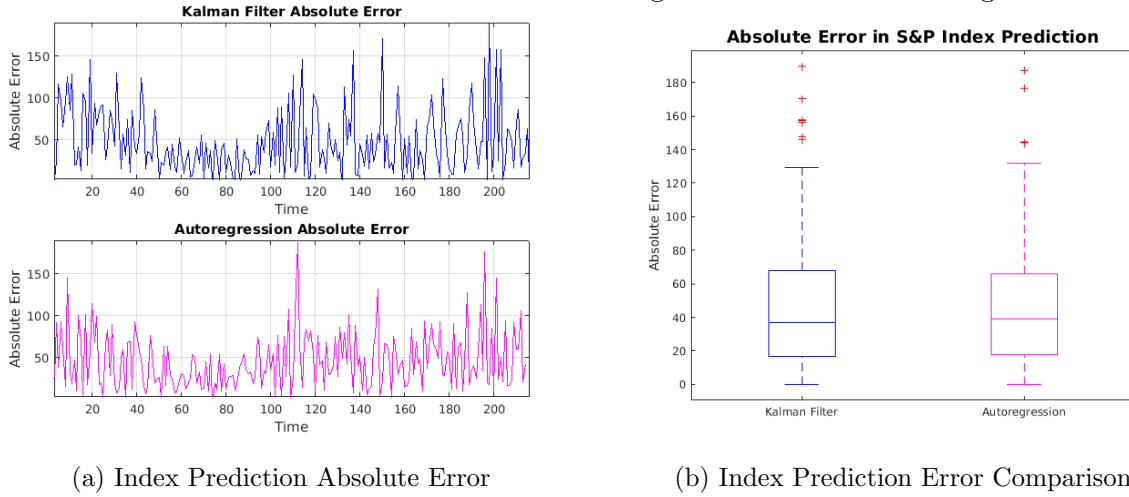 Kalman Filter Absolute Error
Absolute Error
150
100
50
20 40 60 80 100 120 140 160 180 200
Time
Autoregression Absolute Error
Absolute Error
150
100
50
20 40 60 80 100 120 140 160 180 200
Time
(a) Index Prediction Absolute Error
Absolute Error in S&P Index Prediction
Absolute Error
180
160
140
120
100
80
60
40
20
0
Kalman Filter Autoregression
(b) Index Prediction Error Comparison